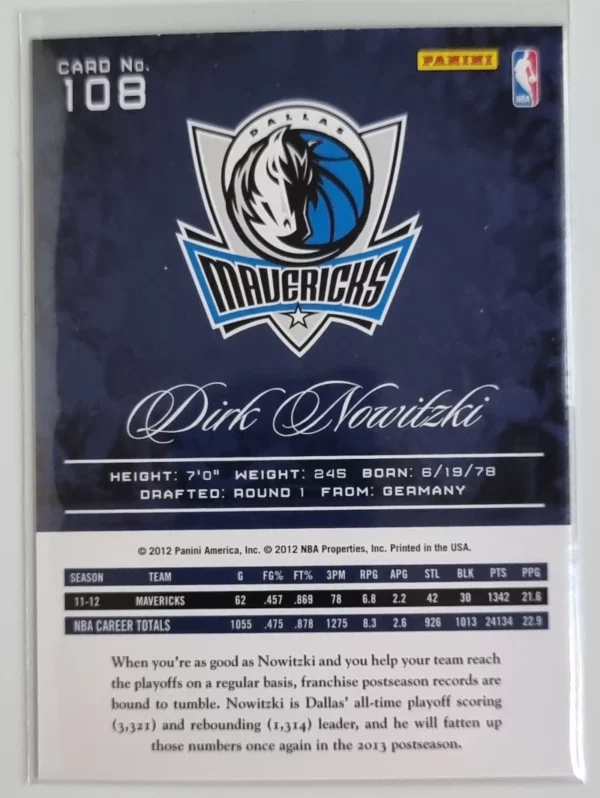 CARD No.
108
PANINI
NBA
DALLAS
MAVERICKS
Dirk Nowitzki
HEIGHT: 7'0" WEIGHT: 245 BORN: 6/19/78
DRAFTED: ROUND 1 FROM: GERMANY
© 2012 Panini America, Inc. © 2012 NBA Properties, Inc. Printed in the USA.
SEASON TEAM G FG% FT% 3PM RPG APG STL BLK PTS PPG
11-12 MAVERICKS 62 .457 .869 78 6.8 2.2 42 30 1342 21.6
NBA CAREER TOTALS 1055 .475 .878 1275 8.3 2.6 926 1013 24134 22.9
When you're as good as Nowitzki and you help your team reach
the playoffs on a regular basis, franchise postseason records are
bound to tumble. Nowitzki is Dallas' all-time playoff scoring
(3,321) and rebounding (1,314) leader, and he will fatten up
those numbers once again in the 2013 postseason.